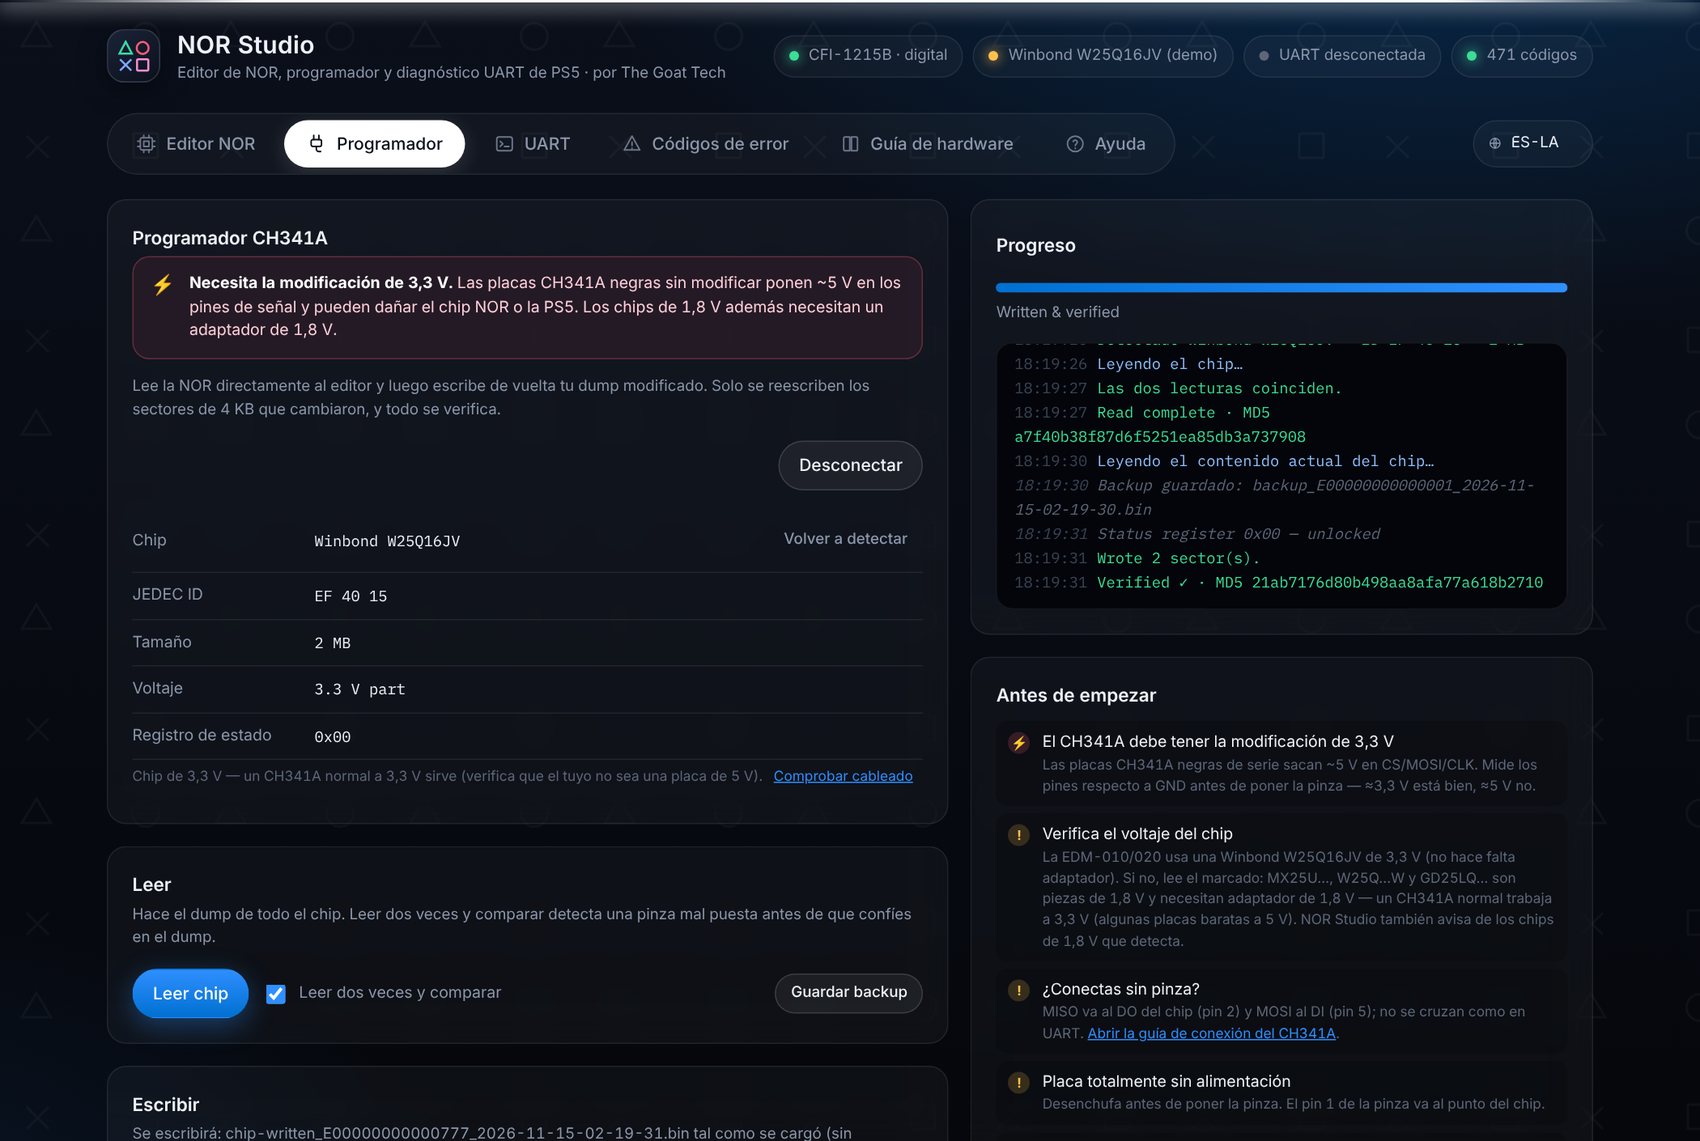 NOR Studio
Editor de NOR, programador y diagnóstico UART de PS5 · por The Goat Tech
CFI-1215B · digital
Winbond W25Q16JV (demo)
UART desconectada
471 códigos
Editor NOR
Programador
UART
Códigos de error
Guía de hardware
Ayuda
ES-LA
Programador CH341A
Necesita la modificación de 3,3 V. Las placas CH341A negras sin modificar ponen ~5 V en los
pines de señal y pueden dañar el chip NOR o la PS5. Los chips de 1,8 V además necesitan un
adaptador de 1,8 V.
Lee la NOR directamente al editor y luego escribe de vuelta tu dump modificado. Solo se reescriben los
sectores de 4 KB que cambiaron, y todo se verifica.
Desconectar
Chip Winbond W25Q16JV Volver a detectar
JEDEC ID EF 40 15
Tamaño 2 MB
Voltaje 3.3 V part
Registro de estado 0x00
Chip de 3,3 V — un CH341A normal a 3,3 V sirve (verifica que el tuyo no sea una placa de 5 V). Comprobar cableado
Leer
Hace el dump de todo el chip. Leer dos veces y comparar detecta una pinza mal puesta antes de que confíes
en el dump.
Leer chip
Leer dos veces y comparar
Guardar backup
Escribir
Se escribirá: chip-written_E00000000000777_2026-11-15-02-19-31.bin tal como se cargó (sin
Progreso
Written & verified
18:19:26 Leyendo el chip…
18:19:27 Las dos lecturas coinciden.
18:19:27 Read complete · MD5
a7f40b38f87d6f5251ea85db3a737908
18:19:30 Leyendo el contenido actual del chip…
18:19:30 Backup guardado: backup_E00000000000001_2026-11-
15-02-19-30.bin
18:19:31 Status register 0x00 — unlocked
18:19:31 Wrote 2 sector(s).
18:19:31 Verified ✓ · MD5 21ab7176d80b498aa8afa77a618b2710
Antes de empezar
El CH341A debe tener la modificación de 3,3 V
Las placas CH341A negras de serie sacan ~5 V en CS/MOSI/CLK. Mide los
pines respecto a GND antes de poner la pinza — ≈3,3 V está bien, ≈5 V no.
Verifica el voltaje del chip
La EDM-010/020 usa una Winbond W25Q16JV de 3,3 V (no hace falta
adaptador). Si no, lee el marcado: MX25U…, W25Q…W y GD25LQ… son
piezas de 1,8 V y necesitan adaptador de 1,8 V — un CH341A normal trabaja
a 3,3 V (algunas placas baratas a 5 V). NOR Studio también avisa de los chips
de 1,8 V que detecta.
¿Conectas sin pinza?
MISO va al DO del chip (pin 2) y MOSI al DI (pin 5); no se cruzan como en
UART. Abrir la guía de conexión del CH341A.
Placa totalmente sin alimentación
Desenchufa antes de poner la pinza. El pin 1 de la pinza va al punto del chip.